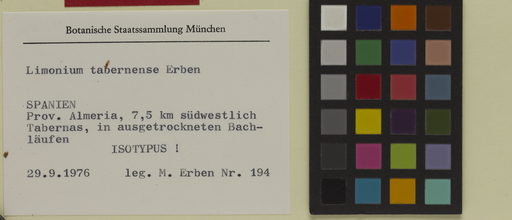 Botanische Staatssammlung München
Limonium tabernense Erben
SPANIEN
Prov. Almeria, 7,5 km südwestlich
Tabernas, in ausgetrockneten Bach-
läufen
ISOTYPUS !
29.9.1976 leg. M. Erben Nr. 194